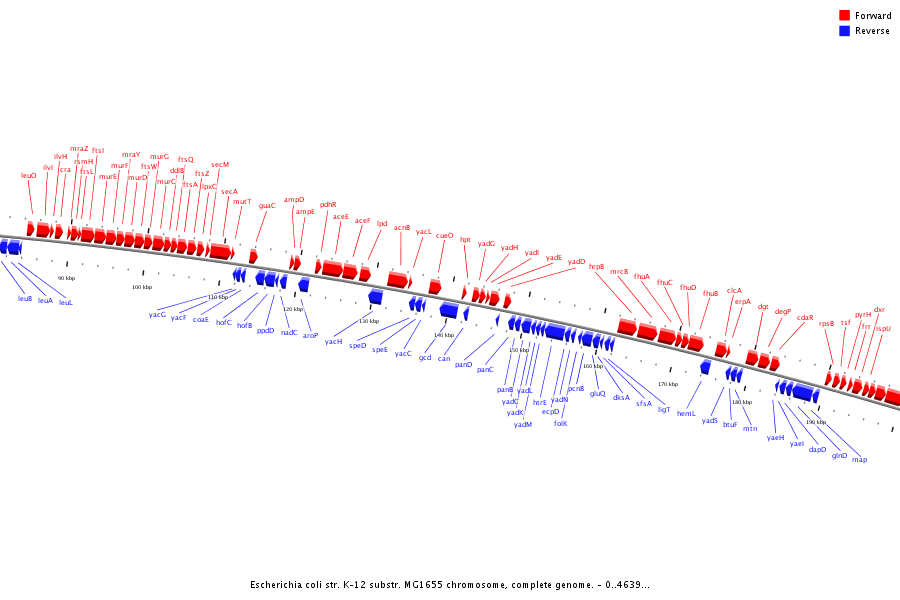 Forward
Reverse
mraZ ftsI
mraY murG
ilvH rsmH ftsQ
murF ftsW secM
ilvI cra ftsL ddlB ftsZ
leuO murE murD murC ftsA lpxC
secA
mutT guaC ampD
pdhR
ampE aceE aceF lpd
acnB yacL cueO hpt yadG yadH yadI yadE yadD
hrpB mrcB fhuA fhuC fhuD fhuB clcA
erpA dgt degP cdaR
rpsB tsf pyrH frr dxr ispU
90 kbp
100 kbp
110 kbp
120 kbp
130 kbp
140 kbp
150 kbp
160 kbp
170 kbp
180 kbp
190 kbp
leuB leuA leuL
yacG yacF coaE hofC hofB ppdD nadC aroP
yacH speD speE yacC gcd can panD panC
panB yadL
yadC htrE yadN pcnB gluQ dksA sfsA ligT
yadK ecpD
yadM folK
hemL yadS btuF mtn
yaeH yaeI dapD glnD map
Escherichia coli str. K-12 substr. MG1655 chromosome, complete genome. - 0..4639...